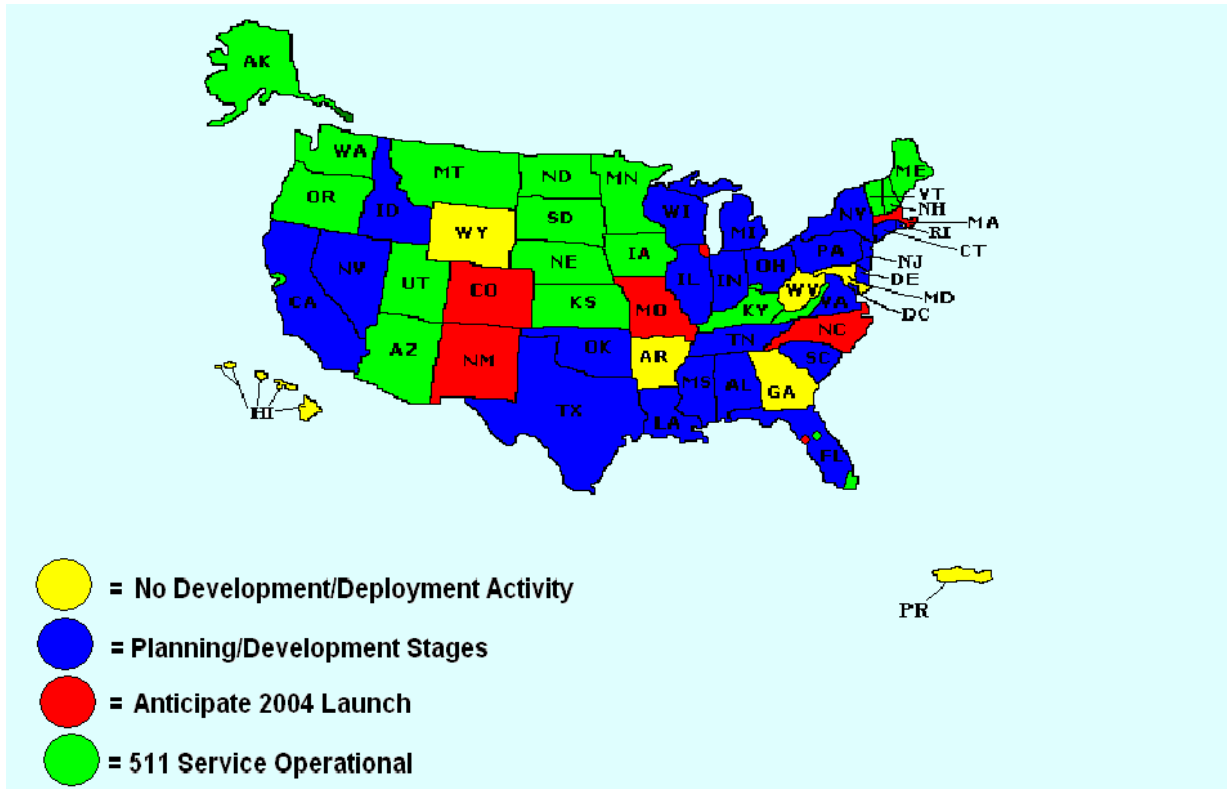 AK
WA
MT
ND
MN
ME
OR
ID
VT
NH
MA
RI
CT
WY
SD
WI
MI
NY
NV
UT
CO
NE
IA
IL
IN
OH
PA
NJ
DE
MD
DC
CA
KS
MO
KY
WV
VA
AZ
NM
OK
AR
TN
NC
SC
HI
TX
LA
MS
AL
GA
FL
= No Development/Deployment Activity
PR
= Planning/Development Stages
= Anticipate 2004 Launch
= 511 Service Operational